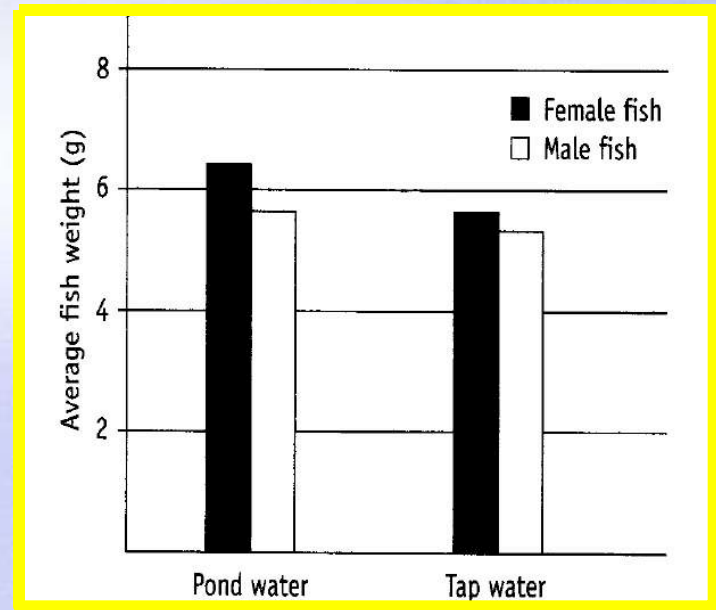 8
6
4
2
Average fish weight (g)
Female fish
Male fish
Pond water
Tap water